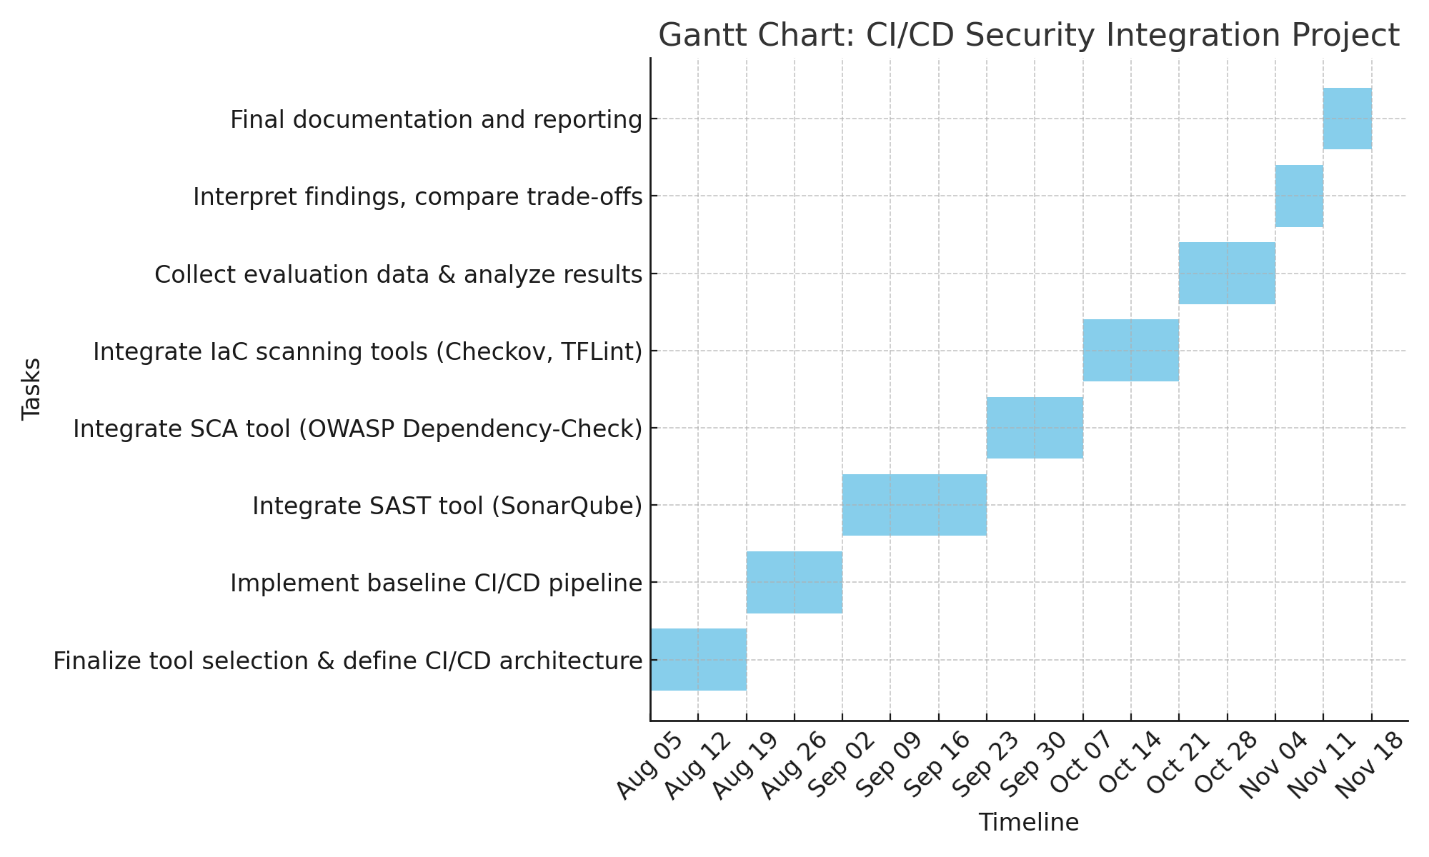 Gantt Chart: CI/CD Security Integration Project
Final documentation and reporting
Interpret findings, compare trade-offs
Collect evaluation data & analyze results
Integrate IaC scanning tools (Checkov, TFLint)
Integrate SCA tool (OWASP Dependency-Check)
Integrate SAST tool (SonarQube)
Implement baseline CI/CD pipeline
Finalize tool selection & define CI/CD architecture
Tasks
Aug 05
Aug 12
Aug 19
Aug 26
Sep 02
Sep 09
Sep 16
Sep 23
Sep 30
Oct 07
Oct 14
Oct 21
Oct 28
Nov 04
Nov 11
Nov 18
Timeline